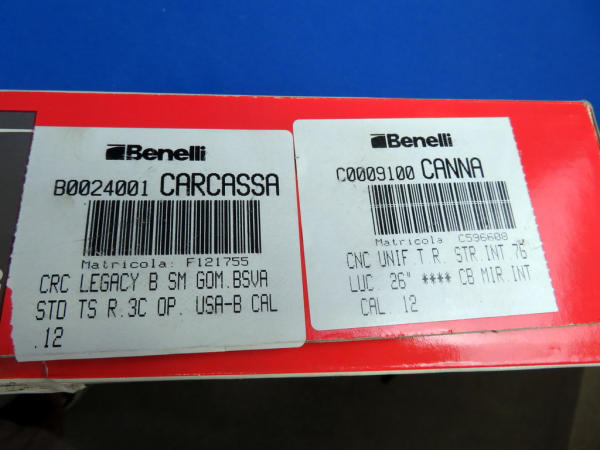 Benelli
B0024001 CARCASSA
Matricola: F121755
CRC LEGACY B SM GOM.BSVA
STD TS R.3C OP. USA-B CAL
.12
Benelli
C0009100 CANNA
Matricola C596608
CNC UNIF T R. STR.INT 76
LUC. 26" **** CB MIR.INT
CAL. 12